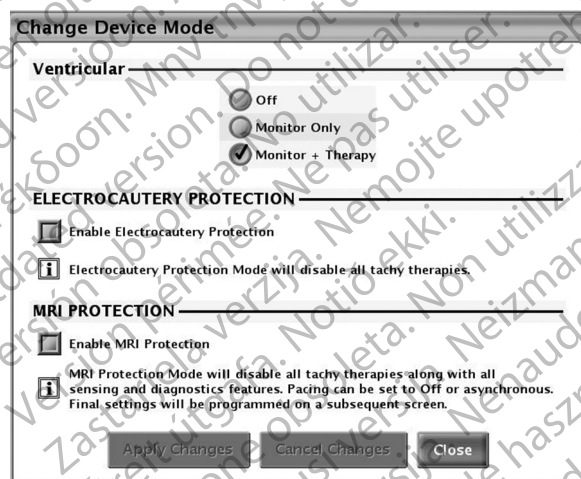 Change Device Mode
Ventricular
Off
Monitor Only
Monitor + Therapy
ELECTROCAUTERY PROTECTION
Enable Electrocautery Protection
Electrocautery Protection Mode will disable all tachy therapies.
MRI PROTECTION
Enable MRI Protection
MRI Protection Mode will disable all tachy therapies along with all
sensing and diagnostics features. Pacing can be set to Off or asynchronous.
Final settings will be programmed on a subsequent screen.
Apply Changes
Cancel Changes
Close